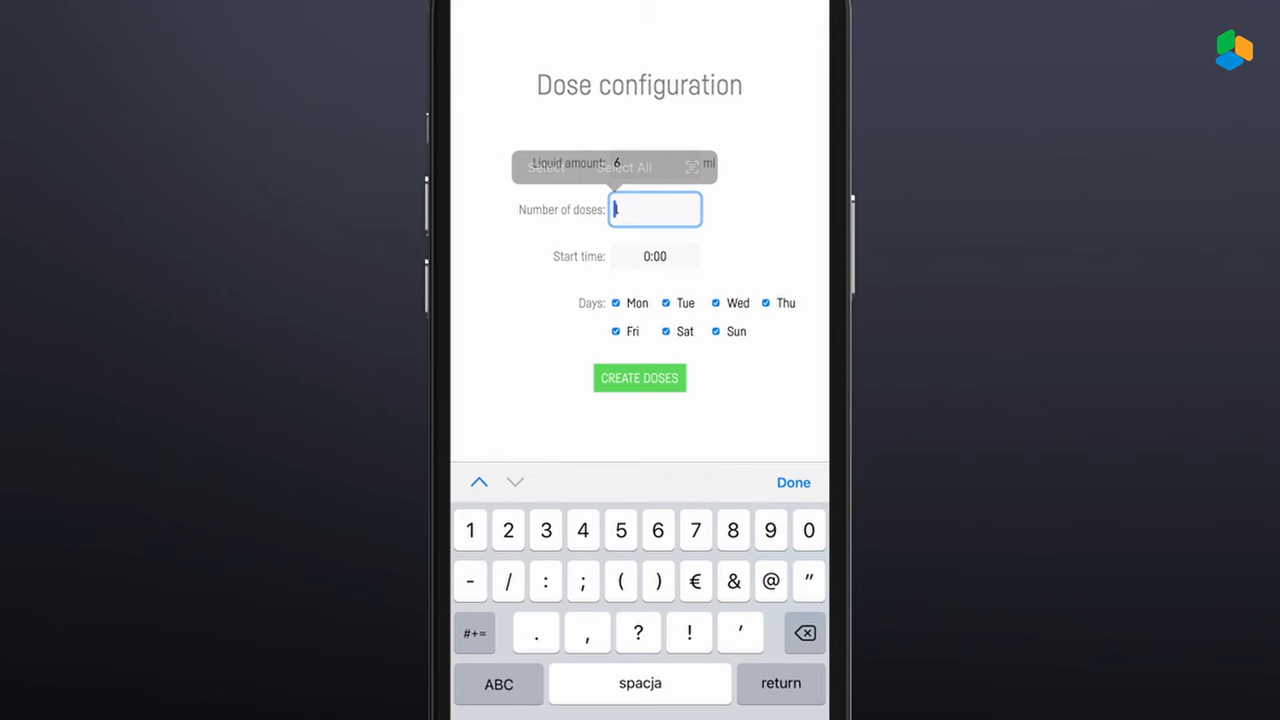 Dose configuration
Liquid amount: 6 ml
Select Select All
Number of doses: 1
Start time: 0:00
Days: Mon Tue Wed Thu
Fri Sat Sun
CREATE DOSES
Done
1 2 3 4 5 6 7 8 9 0
- / : ; ( ) € & @ "
#+= . , ? ! '
ABC spacja return